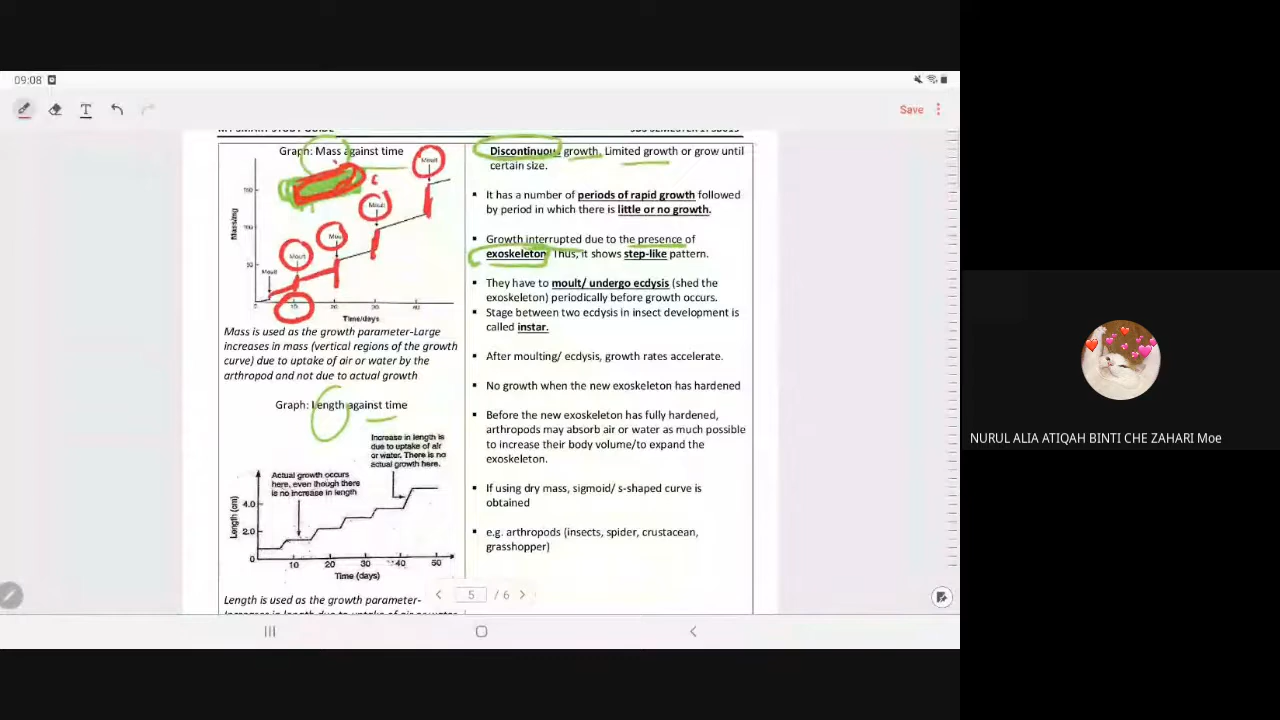 09:08
Save
Graph: Mass against time
Moult
Moult
Moult
Moult
Mass/mg
50
10
20
30
40
Time/days
Mass is used as the growth parameter-Large
increases in mass (vertical regions of the growth
curve) due to uptake of air or water by the
arthropod and not due to actual growth
Graph: Length against time
Increase in length is
due to uptake of air
or water. There is no
actual growth here.
Actual growth occurs
here, even though there
is no increase in length
Length (cm)
4.0
2.0
0
10 20 30 40 50
Time (days)
Length is used as the growth parameter-
Discontinuous growth. Limited growth or grow until
certain size.
▪ It has a number of periods of rapid growth followed
by period in which there is little or no growth.
▪ Growth interrupted due to the presence of
exoskeleton. Thus, it shows step-like pattern.
▪ They have to moult/ undergo ecdysis (shed the
exoskeleton) periodically before growth occurs.
▪ Stage between two ecdysis in insect development is
called instar.
▪ After moulting/ ecdysis, growth rates accelerate.
▪ No growth when the new exoskeleton has hardened
▪ Before the new exoskeleton has fully hardened,
arthropods may absorb air or water as much possible
to increase their body volume/to expand the
exoskeleton.
▪ If using dry mass, sigmoid/ s-shaped curve is
obtained
▪ e.g. arthropods (insects, spider, crustacean,
grasshopper)
5 / 6
NURUL ALIA ATIQAH BINTI CHE ZAHARI Moe